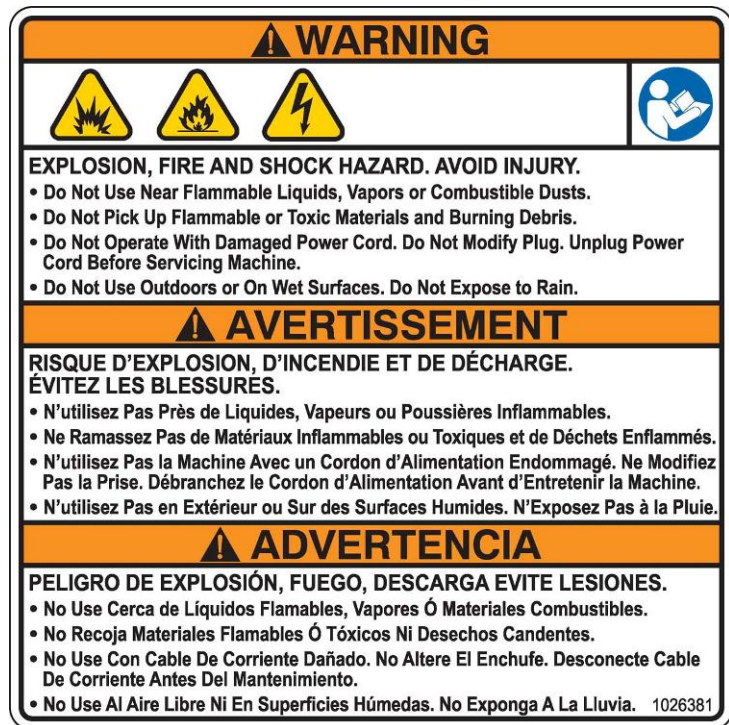 WARNING
EXPLOSION, FIRE AND SHOCK HAZARD. AVOID INJURY.
• Do Not Use Near Flammable Liquids, Vapors or Combustible Dusts.
• Do Not Pick Up Flammable or Toxic Materials and Burning Debris.
• Do Not Operate With Damaged Power Cord. Do Not Modify Plug. Unplug Power
Cord Before Servicing Machine.
• Do Not Use Outdoors or On Wet Surfaces. Do Not Expose to Rain.
AVERTISSEMENT
RISQUE D'EXPLOSION, D'INCENDIE ET DE DÉCHARGE.
ÉVITEZ LES BLESSURES.
• N'utilisez Pas Près de Liquides, Vapeurs ou Poussières Inflammables.
• Ne Ramassez Pas de Matériaux Inflammables ou Toxiques et de Déchets Enflammés.
• N'utilisez Pas la Machine Avec un Cordon d'Alimentation Endommagé. Ne Modifiez
Pas la Prise. Débranchez le Cordon d'Alimentation Avant d'Entretenir la Machine.
• N'utilisez Pas en Extérieur ou Sur des Surfaces Humides. N'Exposez Pas à la Pluie.
ADVERTENCIA
PELIGRO DE EXPLOSIÓN, FUEGO, DESCARGA EVITE LESIONES.
• No Use Cerca de Líquidos Flamables, Vapores Ó Materiales Combustibles.
• No Recoja Materiales Flamables Ó Tóxicos Ni Desechos Candentes.
• No Use Con Cable De Corriente Dañado. No Altere El Enchufe. Desconecte Cable
De Corriente Antes Del Mantenimiento.
• No Use Al Aire Libre Ni En Superficies Húmedas. No Exponga A La Lluvia. 1026381